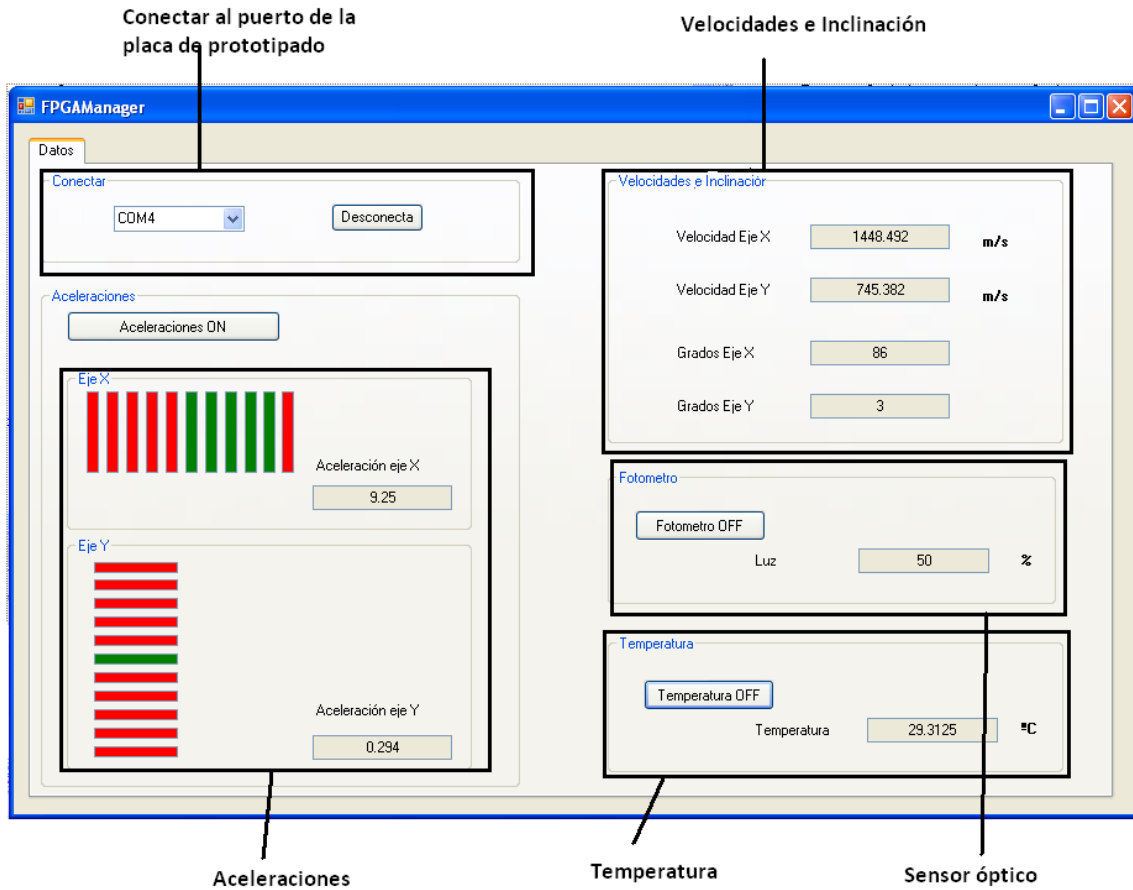 Conectar al puerto de la
placa de prototipado
Velocidades e Inclinación
FPGAManager
Datos
Conectar
COM4
Desconecta
Aceleraciones
Aceleraciones ON
Eje X
Aceleración eje X
9.25
Eje Y
Aceleración eje Y
0.294
Velocidades e Inclinación
Velocidad Eje X
1448.492
m/s
Velocidad Eje Y
745.382
m/s
Grados Eje X
86
Grados Eje Y
3
Fotometro
Fotometro OFF
Luz
50
%
Temperatura
Temperatura OFF
Temperatura
29.3125
ºC
Aceleraciones
Temperatura
Sensor óptico